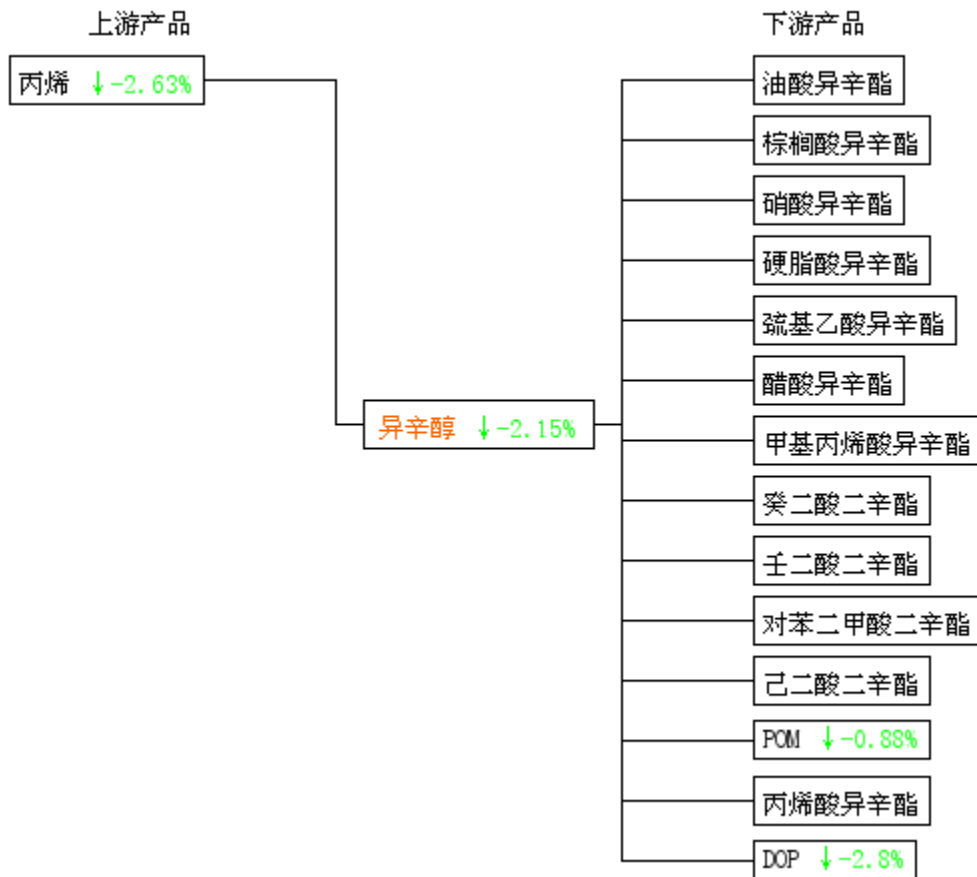 上游产品
下游产品
丙烯 ↓-2.63%
油酸异辛酯
棕榈酸异辛酯
硝酸异辛酯
硬脂酸异辛酯
巯基乙酸异辛酯
醋酸异辛酯
异辛醇 ↓-2.15%
甲基丙烯酸异辛酯
癸二酸二辛酯
壬二酸二辛酯
对苯二甲酸二辛酯
己二酸二辛酯
POM ↓-0.88%
丙烯酸异辛酯
DOP ↓-2.8%